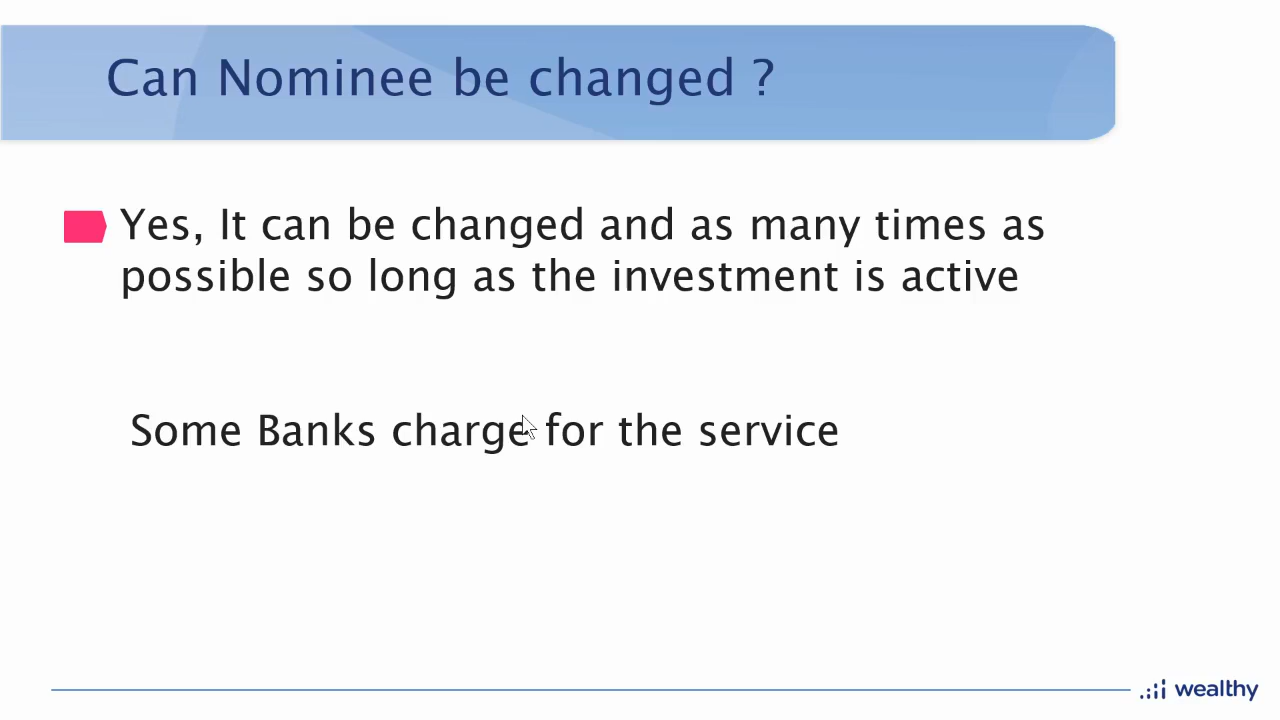 Can Nominee be changed ?
Yes, It can be changed and as many times as
possible so long as the investment is active
Some Banks charge for the service
wealthy